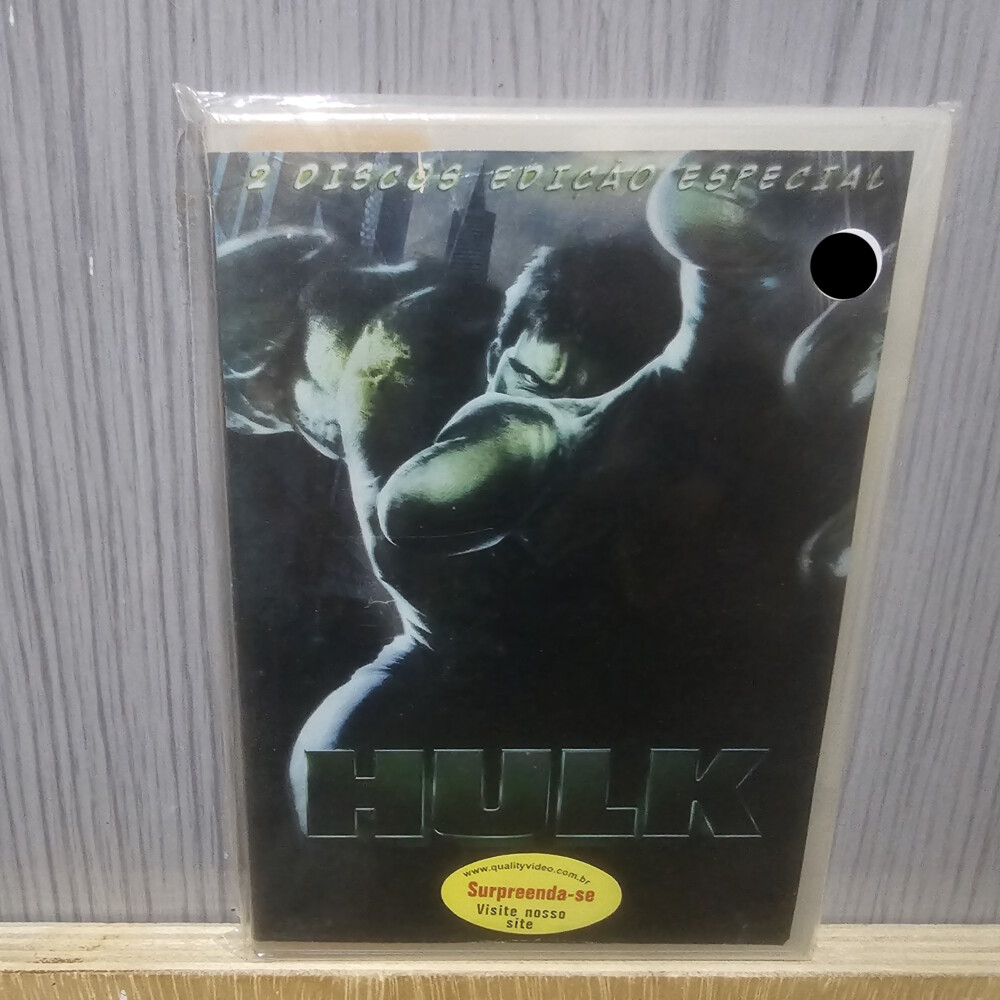 2 DISCOS EDIÇÃO ESPECIAL
HULK
www.qualityvideo.com.br
Surpreenda-se
Visite nosso
site